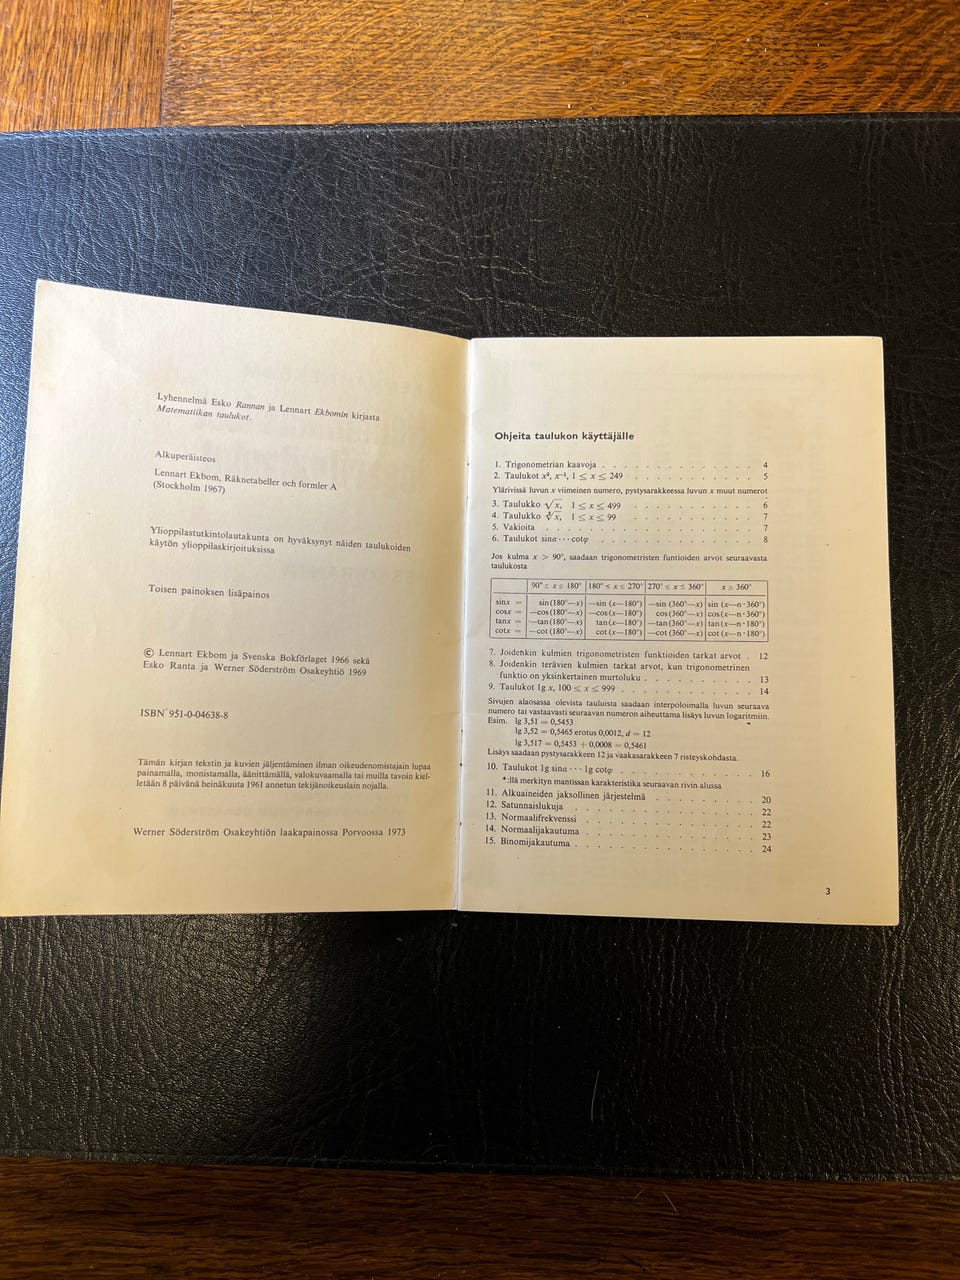 Lyhennelmä Esko Rannan ja Lennart Ekbomin kirjasta
Matematiikan taulukot.
Alkuperäisteos
Lennart Ekbom, Räknetabeller och formler A
(Stockholm 1967)
Ylioppilastutkintolautakunta on hyväksynyt näiden taulukoiden
käytön ylioppilaskirjoituksissa
Toisen painoksen lisäpainos
© Lennart Ekbom ja Svenska Bokförlaget 1966 sekä
Esko Ranta ja Werner Söderström Osakeyhtiö 1969
ISBN 951-0-04638-8
Tämän kirjan tekstin ja kuvien jäljentäminen ilman oikeudenomistajain lupaa
painamalla, monistamalla, äänittämällä, valokuvaamalla tai muilla tavoin kiel-
letään 8 päivänä heinäkuuta 1961 annetun tekijänoikeuslain nojalla.
Werner Söderström Osakeyhtiön laakapainossa Porvoossa 1973
Ohjeita taulukon käyttäjälle
1. Trigonometrian kaavoja . . . . . . . . . . . . . 4
2. Taulukot x², x⁻¹, 1 ≤ x ≤ 249 . . . . . . . . . . 5
Ylärivissä luvun x viimeinen numero, pystysarakkeessa luvun x muut numerot
3. Taulukko √x, 1 ≤ x ≤ 499 . . . . . . . . . . . 6
4. Taulukko ∛x, 1 ≤ x ≤ 99 . . . . . . . . . . . 7
5. Vakioita . . . . . . . . . . . . . . . . . . 7
6. Taulukot sinα · · · cotφ . . . . . . . . . . . . . 8
Jos kulma x > 90°, saadaan trigonometristen funtioiden arvot seuraavasta
taulukosta
90° ≤ x ≤ 180° 180° ≤ x ≤ 270° 270° ≤ x ≤ 360° x ≥ 360°
sinx = sin (180°—x) —sin (x—180°) —sin (360°—x) sin (x—n·360°)
cosx = —cos (180°—x) —cos (x—180°) cos (360°—x) cos (x—n·360°)
tanx = —tan (180°—x) tan (x—180°) —tan (360°—x) tan (x—n·180°)
cotx = —cot (180°—x) cot (x—180°) —cot (360°—x) cot (x—n·180°)
7. Joidenkin kulmien trigonometristen funktioiden tarkat arvot . 12
8. Joidenkin terävien kulmien tarkat arvot, kun trigonometrinen
funktio on yksinkertainen murtoluku . . . . . . . . . 13
9. Taulukot lg x, 100 ≤ x ≤ 999 . . . . . . . . . . . 14
Sivujen alaosassa olevista tauluista saadaan interpoloimalla luvun seuraava
numero tai vastaavasti seuraavan numeron aiheuttama lisäys luvun logaritmiin.
Esim. lg 3,51 = 0,5453
lg 3,52 = 0,5465 erotus 0,0012, d = 12
lg 3,517 = 0,5453 + 0,0008 = 0,5461
Lisäys saadaan pystysarakkeen 12 ja vaakasarakkeen 7 risteyskohdasta.
10. Taulukot lg sinα · · · lg cotφ . . . . . . . . . . . . 16
*:llä merkityn mantissan karakteristika seuraavan rivin alussa
11. Alkuaineiden jaksollinen järjestelmä . . . . . . . . . 20
12. Satunnaislukuja . . . . . . . . . . . . . . . . 22
13. Normaalifrekvenssi . . . . . . . . . . . . . . . 22
14. Normaalijakautuma . . . . . . . . . . . . . . . 23
15. Binomijakautuma . . . . . . . . . . . . . . . . 24
3